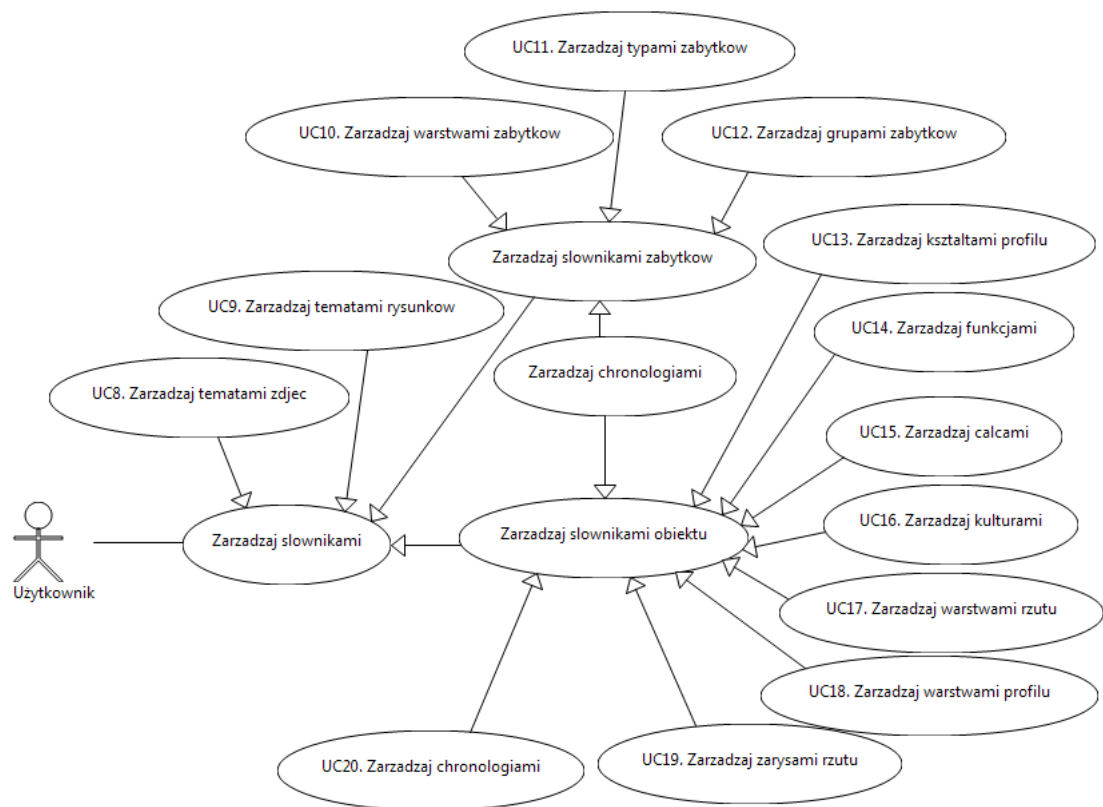 UC11. Zarzadzaj typami zabytkow
UC10. Zarzadzaj warstwami zabytkow
UC12. Zarzadzaj grupami zabytkow
UC13. Zarzadzaj ksztaltami profilu
Zarzadzaj slownikami zabytkow
UC9. Zarzadzaj tematami rysunkow
UC14. Zarzadzaj funkcjami
Zarzadzaj chronologiami
UC8. Zarzadzaj tematami zdjec
UC15. Zarzadzaj calcami
UC16. Zarzadzaj kulturami
Zarzadzaj slownikami
Zarzadzaj slownikami obiektu
Użytkownik
UC17. Zarzadzaj warstwami rzutu
UC18. Zarzadzaj warstwami profilu
UC19. Zarzadzaj zarysami rzutu
UC20. Zarzadzaj chronologiami